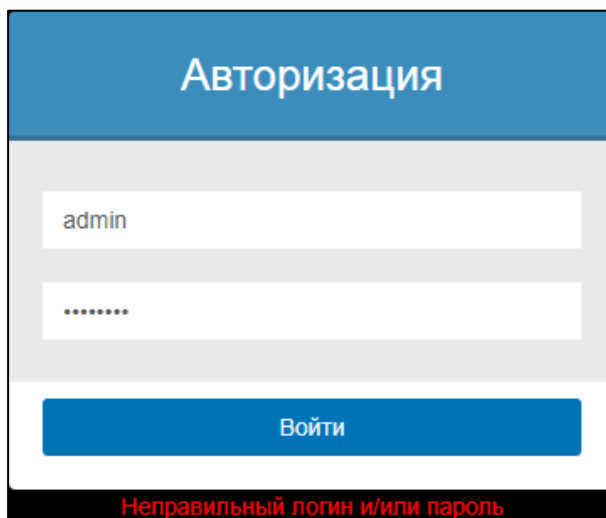 Авторизация
admin
••••••••
Войти
Неправильный логин и/или пароль